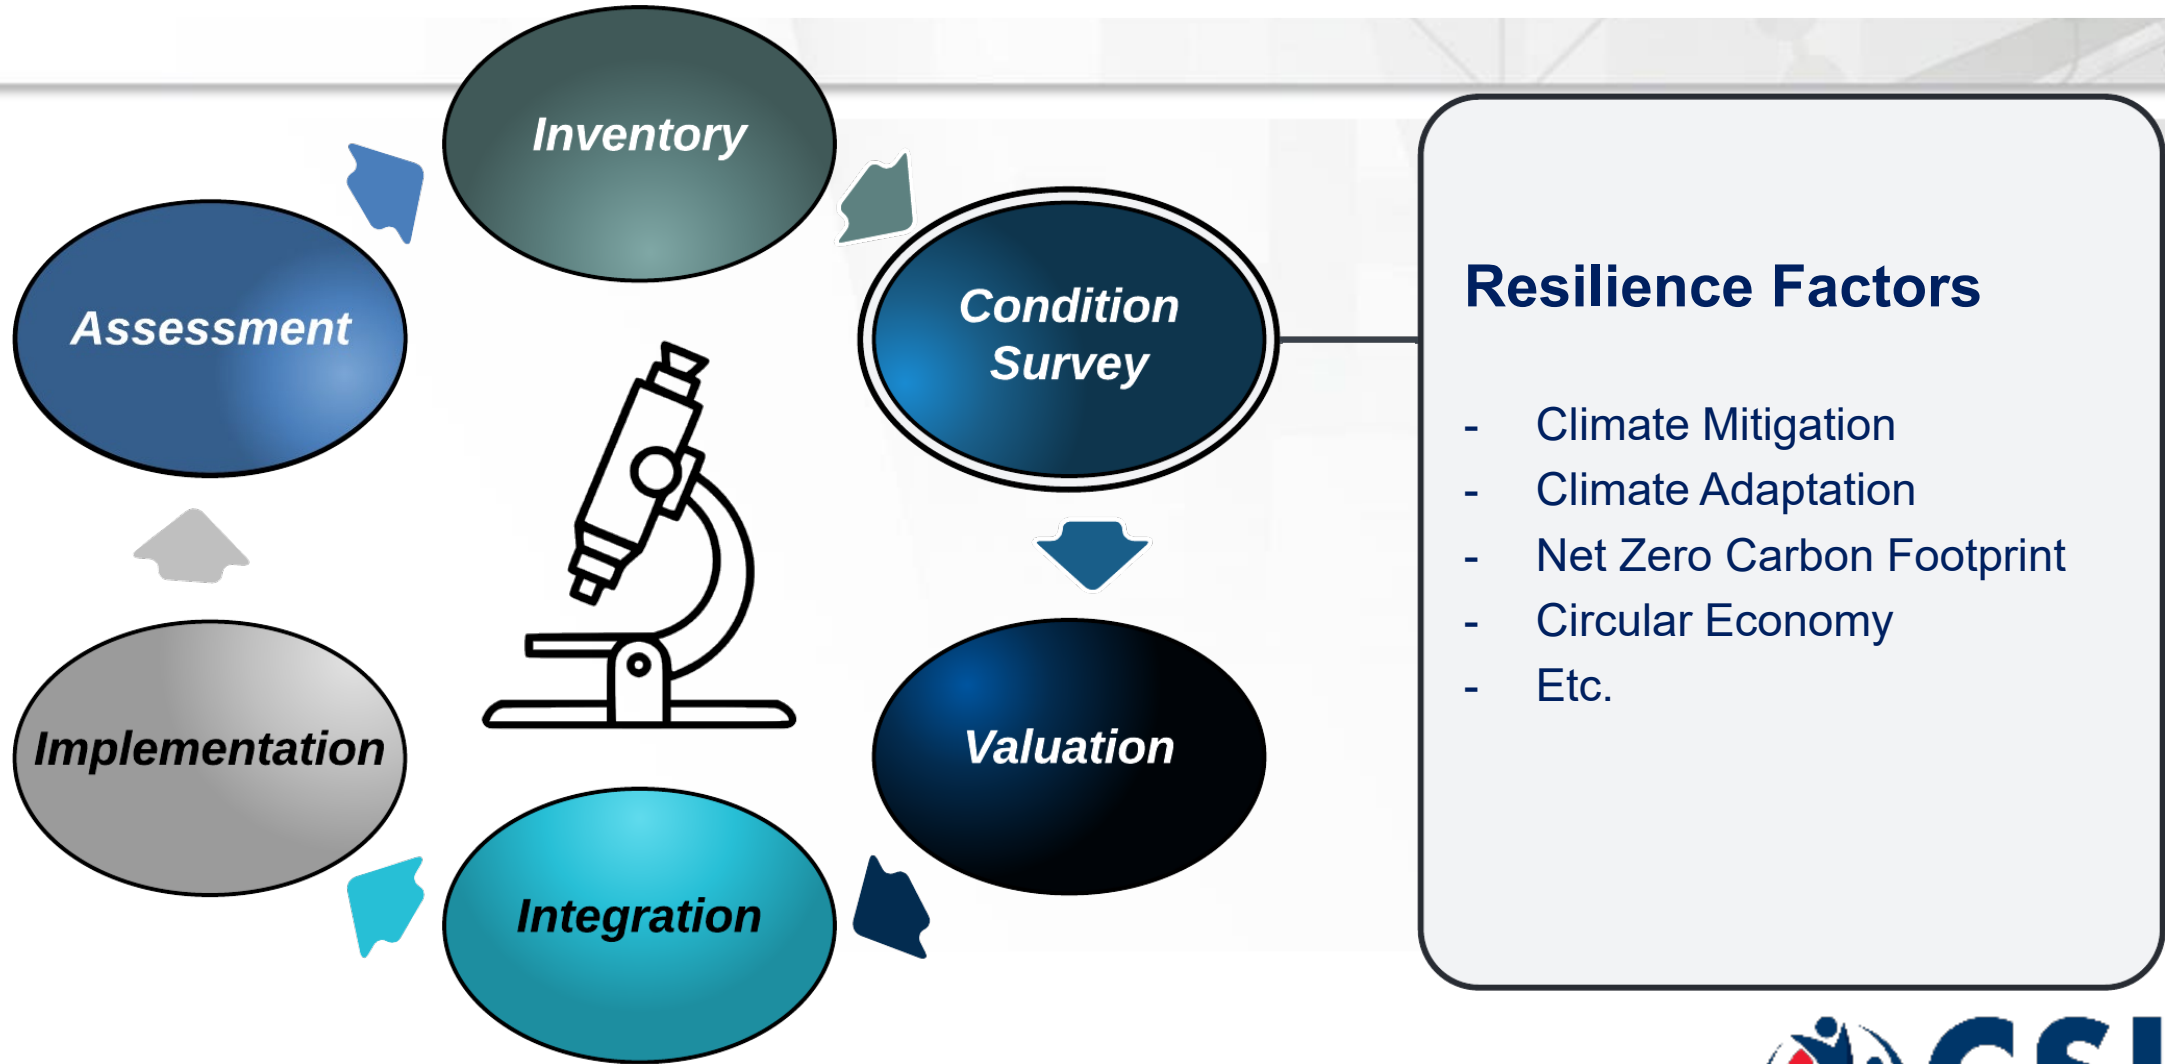 Inventory
Assessment
Condition
Survey
Implementation
Valuation
Integration
Resilience Factors
- Climate Mitigation
- Climate Adaptation
- Net Zero Carbon Footprint
- Circular Economy
- Etc.